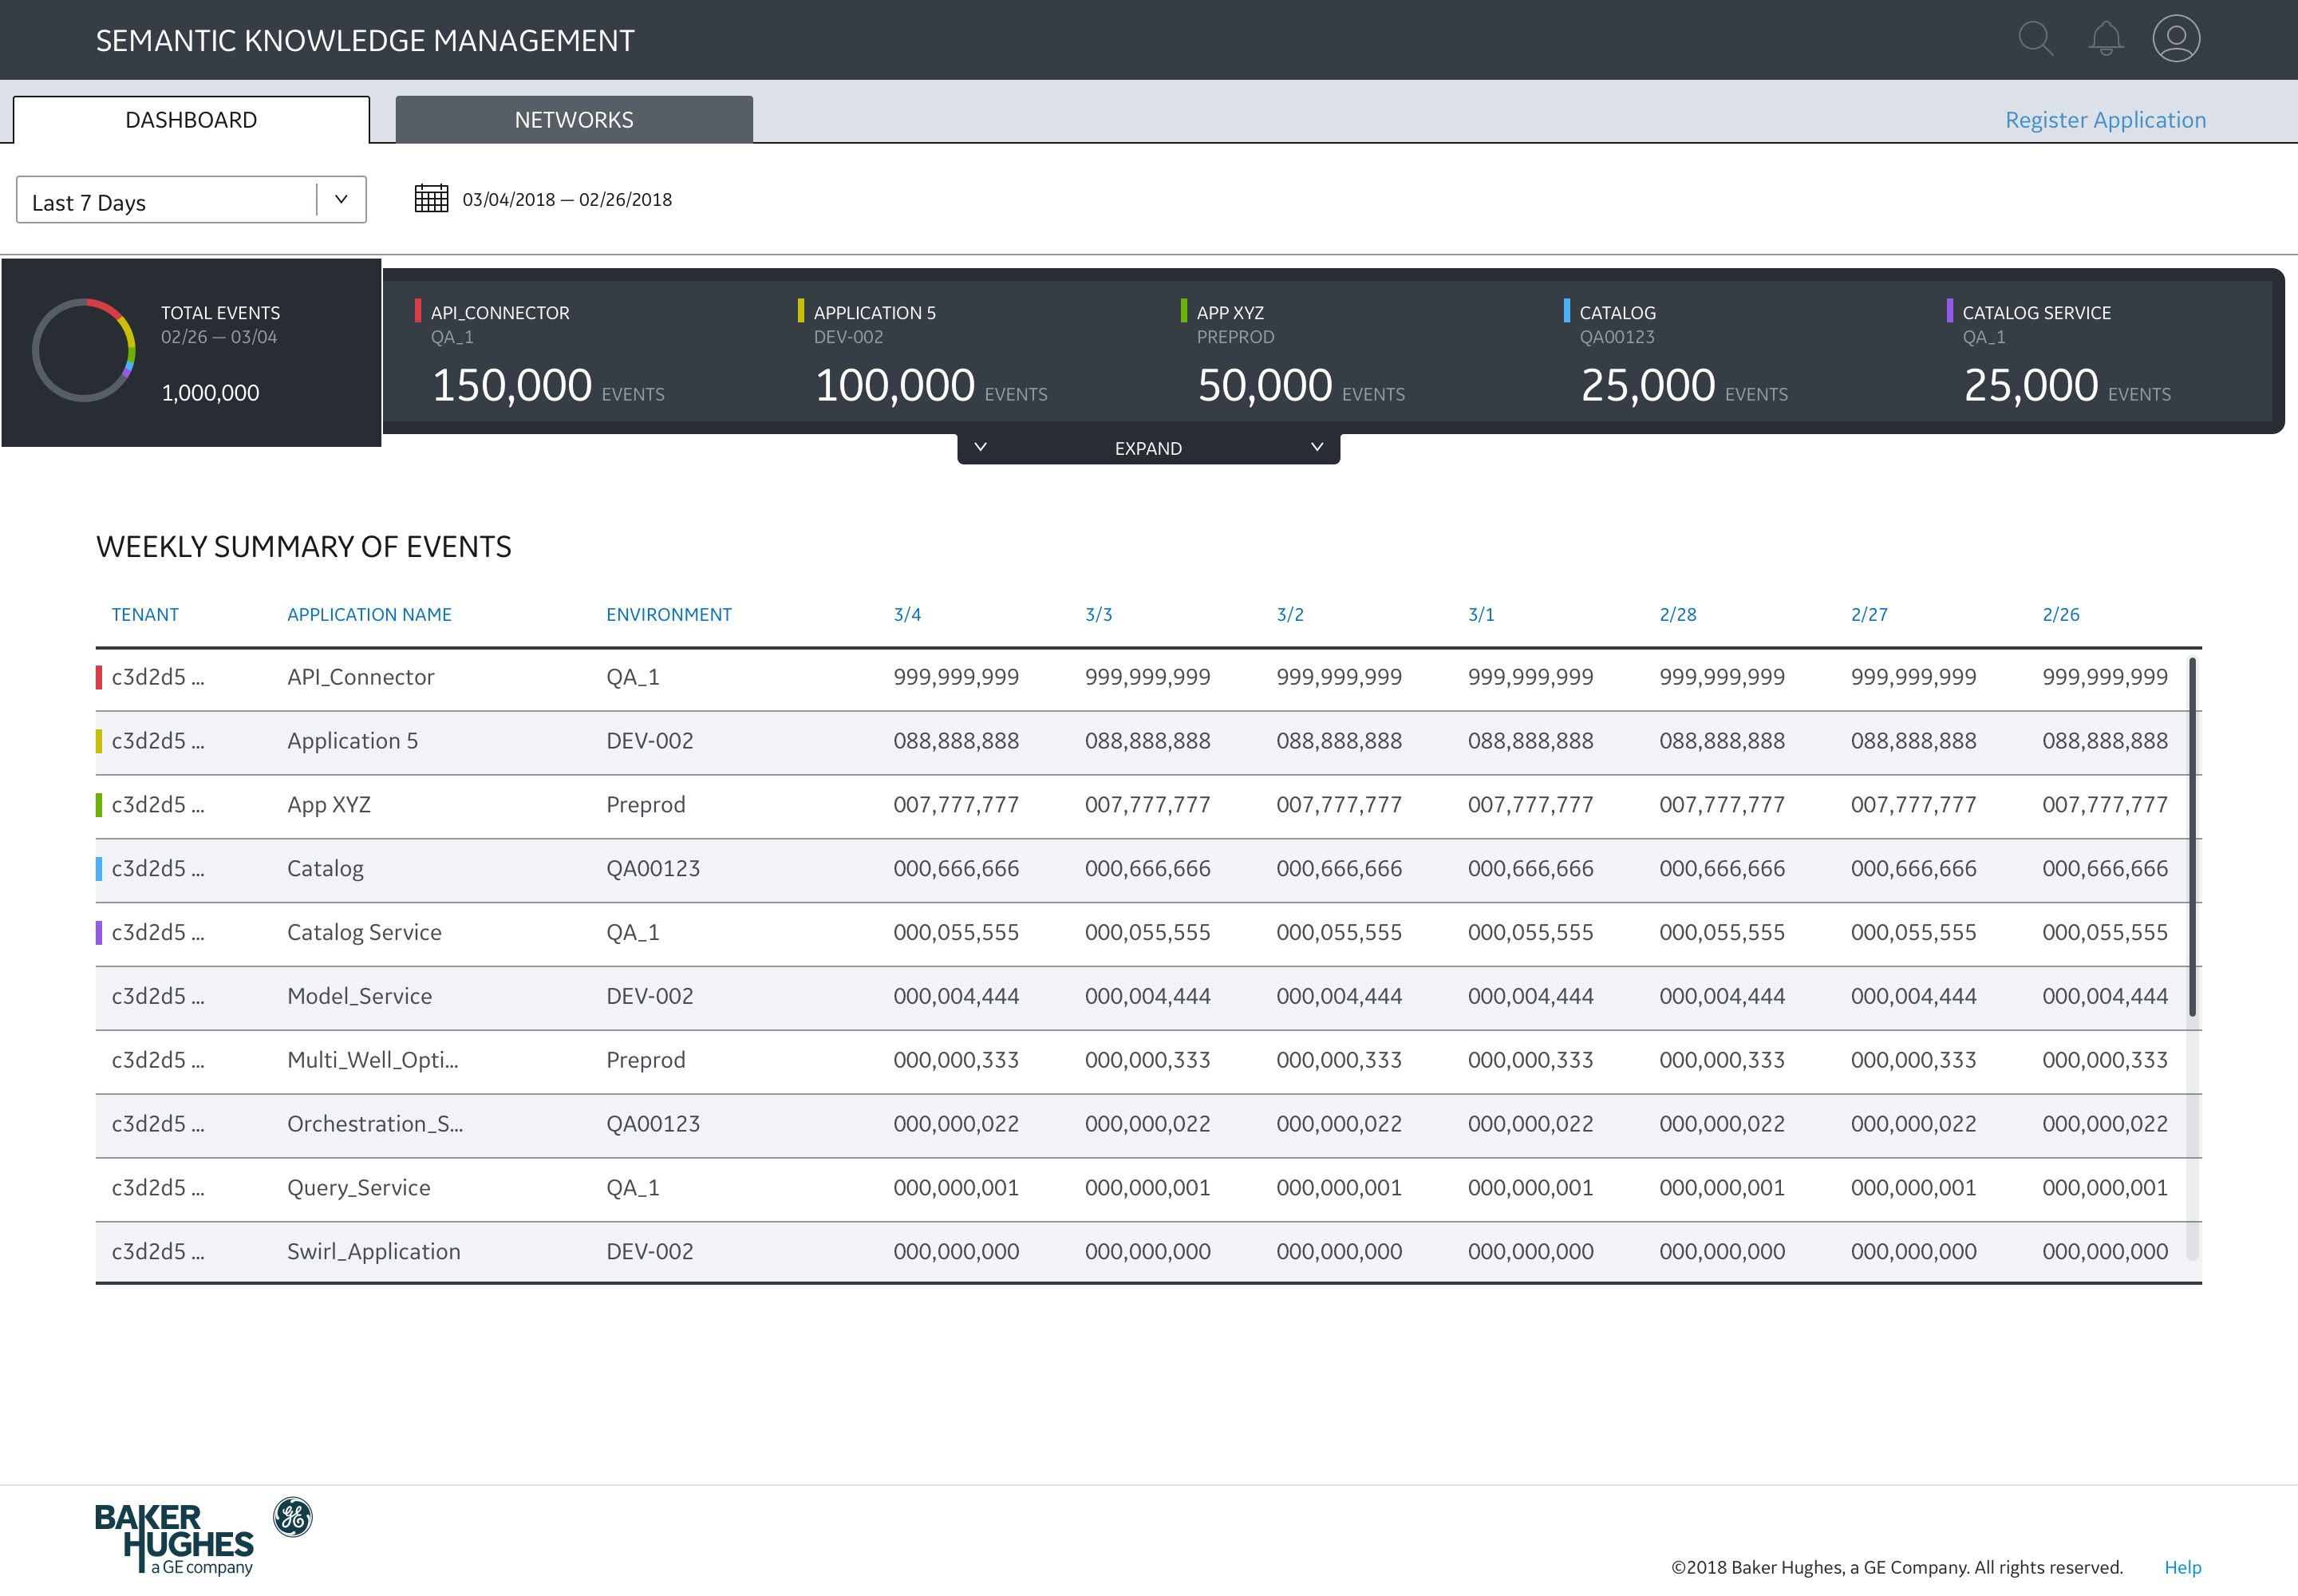 SEMANTIC KNOWLEDGE MANAGEMENT
DASHBOARD NETWORKS Register Application
Last 7 Days 03/04/2018 — 02/26/2018
TOTAL EVENTS
02/26 — 03/04
1,000,000
API_CONNECTOR
QA_1
150,000 EVENTS
APPLICATION 5
DEV-002
100,000 EVENTS
APP XYZ
PREPROD
50,000 EVENTS
CATALOG
QA00123
25,000 EVENTS
CATALOG SERVICE
QA_1
25,000 EVENTS
EXPAND
WEEKLY SUMMARY OF EVENTS
TENANT APPLICATION NAME ENVIRONMENT 3/4 3/3 3/2 3/1 2/28 2/27 2/26
c3d2d5 ... API_Connector QA_1 999,999,999 999,999,999 999,999,999 999,999,999 999,999,999 999,999,999 999,999,999
c3d2d5 ... Application 5 DEV-002 088,888,888 088,888,888 088,888,888 088,888,888 088,888,888 088,888,888 088,888,888
c3d2d5 ... App XYZ Preprod 007,777,777 007,777,777 007,777,777 007,777,777 007,777,777 007,777,777 007,777,777
c3d2d5 ... Catalog QA00123 000,666,666 000,666,666 000,666,666 000,666,666 000,666,666 000,666,666 000,666,666
c3d2d5 ... Catalog Service QA_1 000,055,555 000,055,555 000,055,555 000,055,555 000,055,555 000,055,555 000,055,555
c3d2d5 ... Model_Service DEV-002 000,004,444 000,004,444 000,004,444 000,004,444 000,004,444 000,004,444 000,004,444
c3d2d5 ... Multi_Well_Opti... Preprod 000,000,333 000,000,333 000,000,333 000,000,333 000,000,333 000,000,333 000,000,333
c3d2d5 ... Orchestration_S... QA00123 000,000,022 000,000,022 000,000,022 000,000,022 000,000,022 000,000,022 000,000,022
c3d2d5 ... Query_Service QA_1 000,000,001 000,000,001 000,000,001 000,000,001 000,000,001 000,000,001 000,000,001
c3d2d5 ... Swirl_Application DEV-002 000,000,000 000,000,000 000,000,000 000,000,000 000,000,000 000,000,000 000,000,000
BAKER
HUGHES
a GE company
GE
©2018 Baker Hughes, a GE Company. All rights reserved. Help